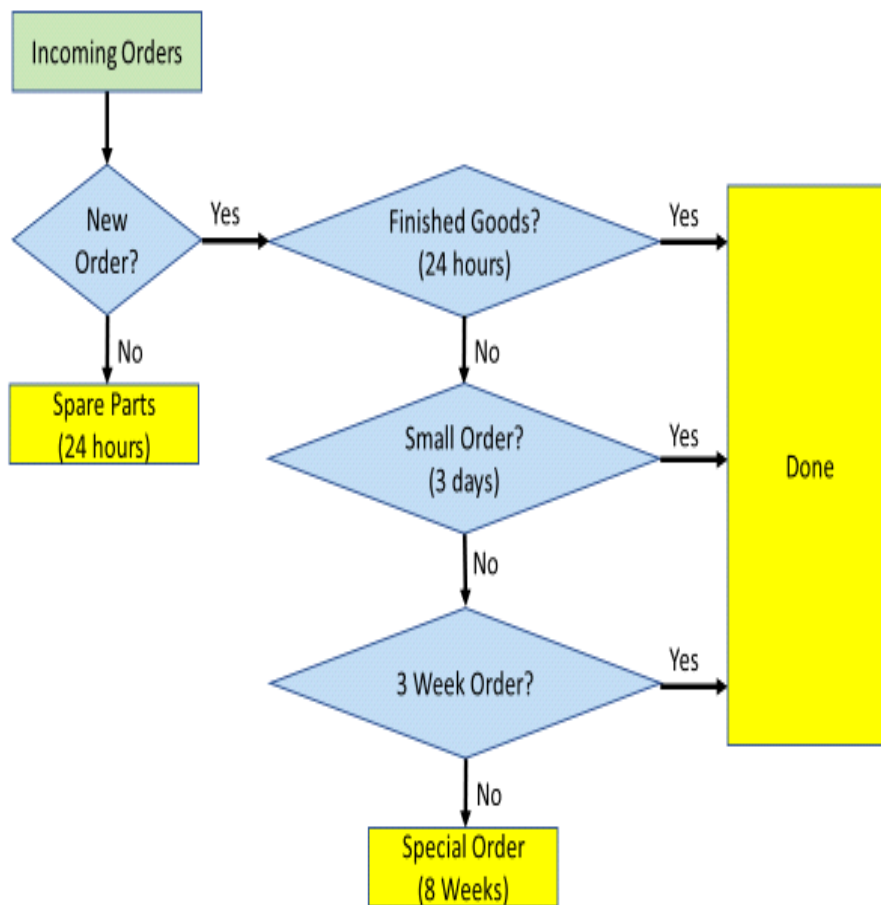 Incoming Orders
New
Order?
Yes
Finished Goods?
(24 hours)
Yes
No
Spare Parts
(24 hours)
No
Small Order?
(3 days)
Yes
Done
No
3 Week Order?
Yes
No
Special Order
(8 Weeks)